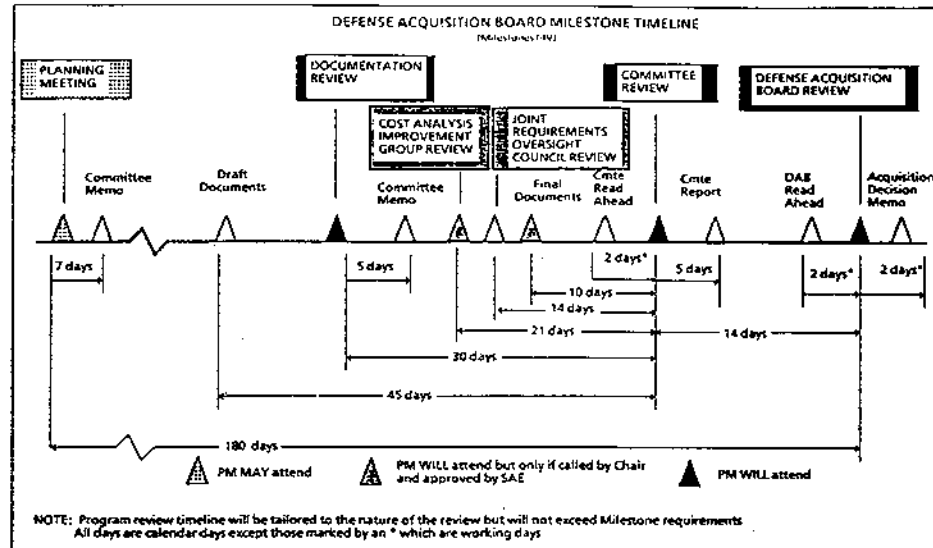 DEFENSE ACQUISITION BOARD MILESTONE TIMELINE
(Milestones I-IV)
PLANNING
MEETING
DOCUMENTATION
REVIEW
COMMITTEE
REVIEW
DEFENSE ACQUISITION
BOARD REVIEW
COST ANALYSIS
IMPROVEMENT
GROUP REVIEW
JOINT
REQUIREMENTS
OVERSIGHT
COUNCIL REVIEW
Committee
Memo
Draft
Documents
Committee
Memo
Final
Documents
Cmte
Read
Ahead
Cmte
Report
DAB
Read
Ahead
Acquisition
Decision
Memo
7 days
5 days
2 days*
5 days
2 days*
2 days*
10 days
14 days
21 days
14 days
30 days
45 days
180 days
PM MAY attend
PM WILL attend but only if called by Chair
and approved by SAE
PM WILL attend
NOTE: Program review timeline will be tailored to the nature of the review but will not exceed Milestone requirements
All days are calendar days except those marked by an * which are working days